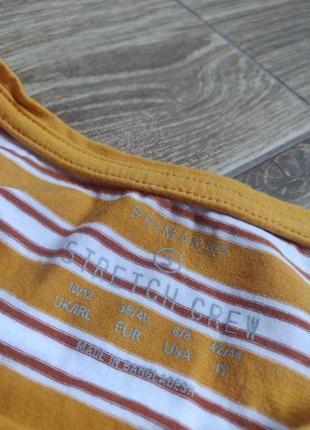 PRIMARK®
S
STRETCH CREW
10/12 38/40 6/8 42/44
UK/IRL EUR USA IT
MADE IN BANGLADESH